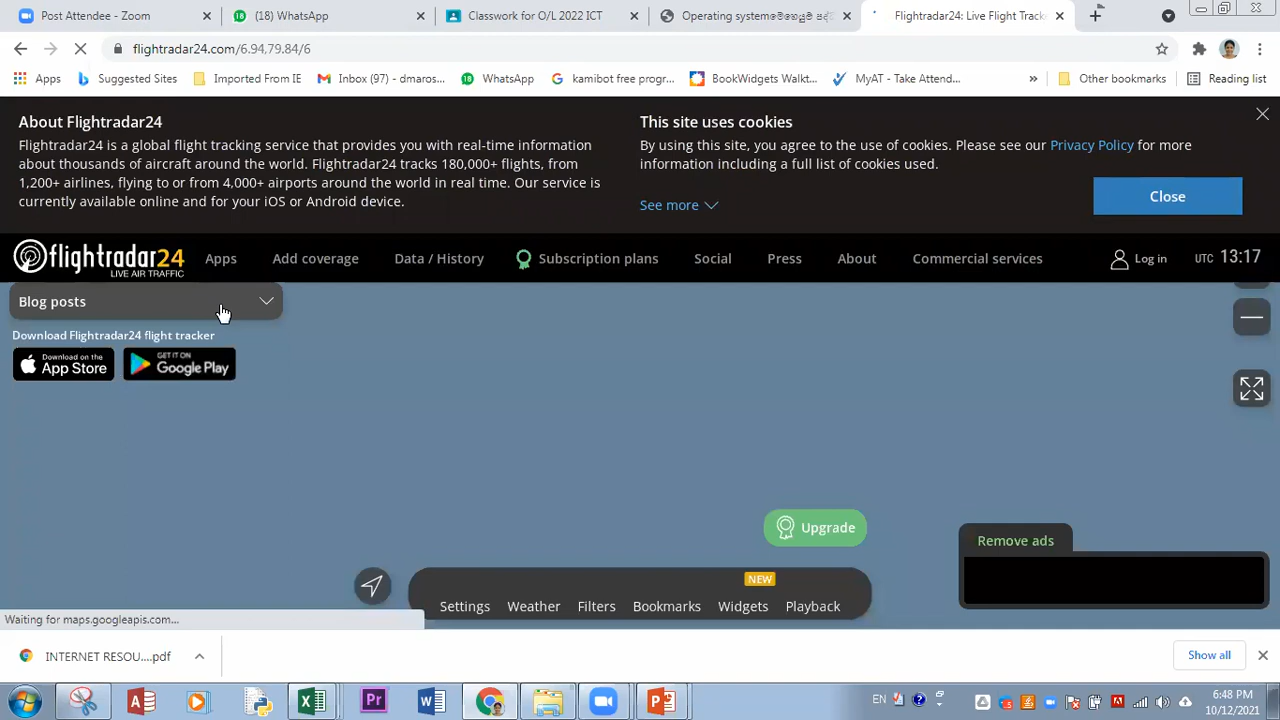 Post Attendee - Zoom
(18) WhatsApp
Classwork for O/L 2022 ICT
Flightradar24: Live Flight Track
flightradar24.com/6.94,79.84/6
Apps
Suggested Sites
Imported From IE
Inbox (97) - dmaros...
WhatsApp
kamibot free progr...
BookWidgets Walkt...
MyAT - Take Attend...
»
Other bookmarks
Reading list
About Flightradar24
Flightradar24 is a global flight tracking service that provides you with real-time information
about thousands of aircraft around the world. Flightradar24 tracks 180,000+ flights, from
1,200+ airlines, flying to or from 4,000+ airports around the world in real time. Our service is
currently available online and for your iOS or Android device.
This site uses cookies
By using this site, you agree to the use of cookies. Please see our Privacy Policy for more
information including a full list of cookies used.
See more
Close
flightradar24
LIVE AIR TRAFFIC
Apps
Add coverage
Data / History
Subscription plans
Social
Press
About
Commercial services
Log in
UTC 13:17
Blog posts
Download Flightradar24 flight tracker
Download on the
App Store
GET IT ON
Google Play
Upgrade
Remove ads
NEW
Settings
Weather
Filters
Bookmarks
Widgets
Playback
Waiting for maps.googleapis.com...
INTERNET RESOU....pdf
Show all
Pr
EN
6:48 PM
10/12/2021